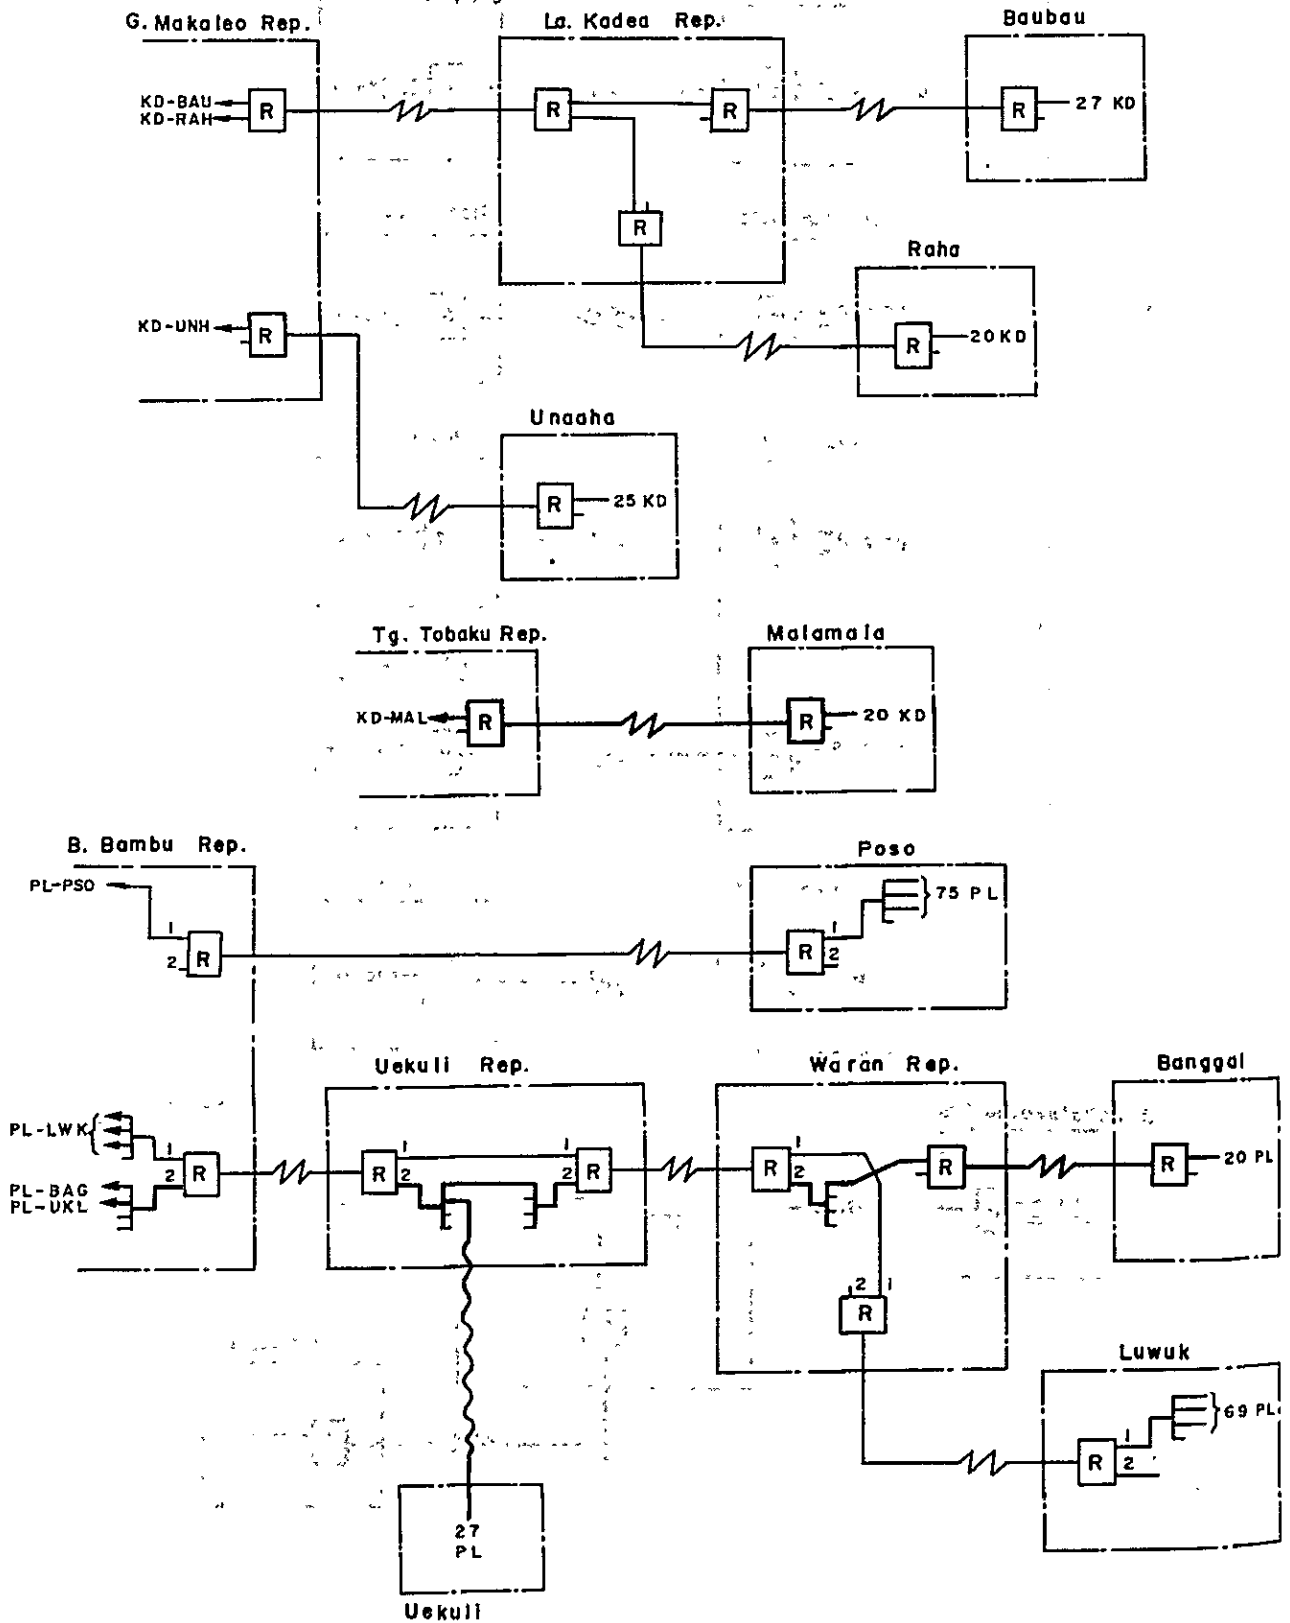 G. Makaleo Rep.
La. Kadea Rep.
Baubau
KD-BAU
KD-RAH
R
R
R
R
27 KD
R
Raha
KD-UNH
R
R
20 KD
Unaaha
R
25 KD
Tg. Tobaku Rep.
Malamala
KD-MAL
R
R
20 KD
B. Bambu Rep.
Poso
PL-PSO
75 PL
1
2
R
R
1
2
Uekuli Rep.
Waran Rep.
Banggai
PL-LWK
1
2
R
PL-BAG
PL-UKL
R
1
2
1
2
R
R
1
2
R
R
20 PL
2
1
R
Luwuk
69 PL
R
1
2
27
PL
Uekuli